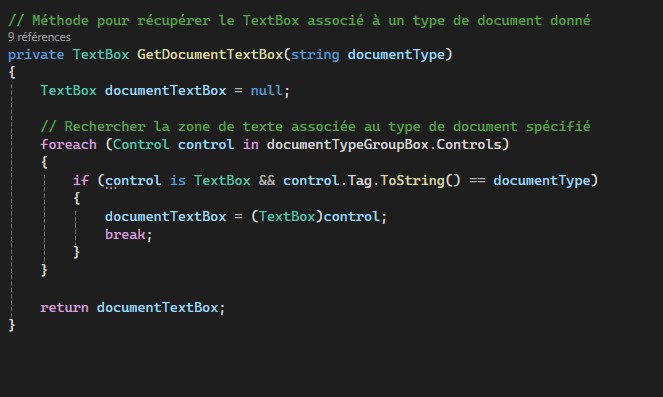 // Méthode pour récupérer le TextBox associé à un type de document donné
9 références
private TextBox GetDocumentTextBox(string documentType)
{
    TextBox documentTextBox = null;

    // Rechercher la zone de texte associée au type de document spécifié
    foreach (Control control in documentTypeGroupBox.Controls)
    {
        if (control is TextBox && control.Tag.ToString() == documentType)
        {
            documentTextBox = (TextBox)control;
            break;
        }
    }

    return documentTextBox;
}